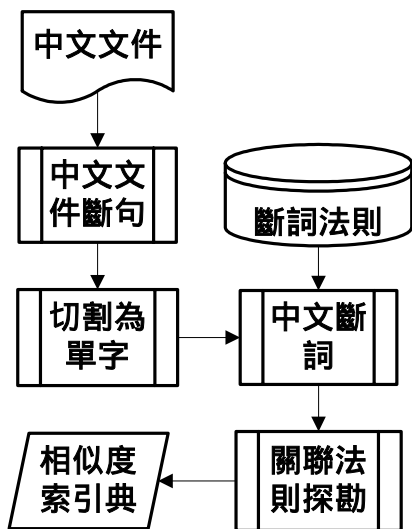 中文文件
中文文
件斷句
斷詞法則
切割為
單字
中文斷
詞
關聯法
則探勘
相似度
索引典